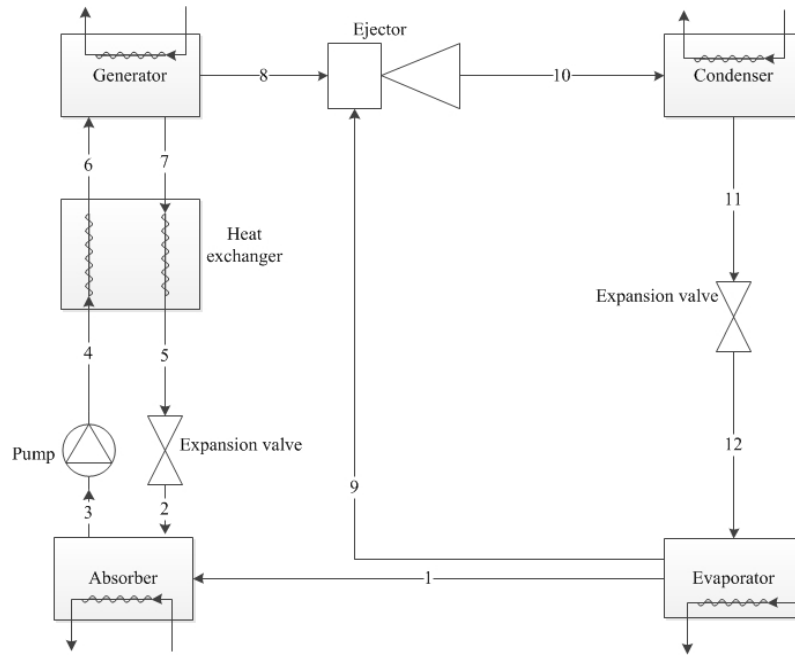 Ejector
Generator
8
10
Condenser
6
7
11
Heat
exchanger
Expansion valve
4
5
Pump
Expansion valve
12
9
3
2
Absorber
1
Evaporator